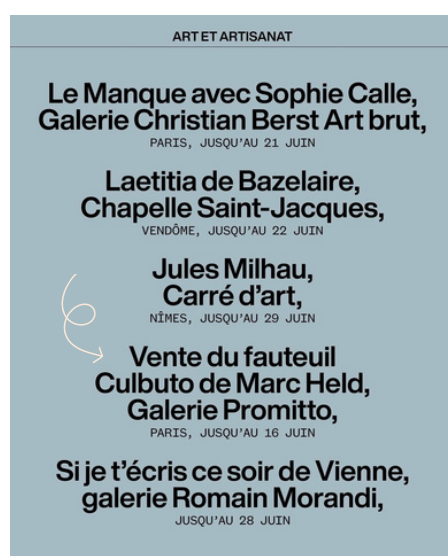 ART ET ARTISANAT
Le Manque avec Sophie Calle,
Galerie Christian Berst Art brut,
PARIS, JUSQU'AU 21 JUIN
Laetitia de Bazelaire,
Chapelle Saint-Jacques,
VENDÔME, JUSQU'AU 22 JUIN
Jules Milhau,
Carré d'art,
NÎMES, JUSQU'AU 29 JUIN
Vente du fauteuil
Culbuto de Marc Held,
Galerie Promitto,
PARIS, JUSQU'AU 16 JUIN
Si je t'écris ce soir de Vienne,
galerie Romain Morandi,
JUSQU'AU 28 JUIN